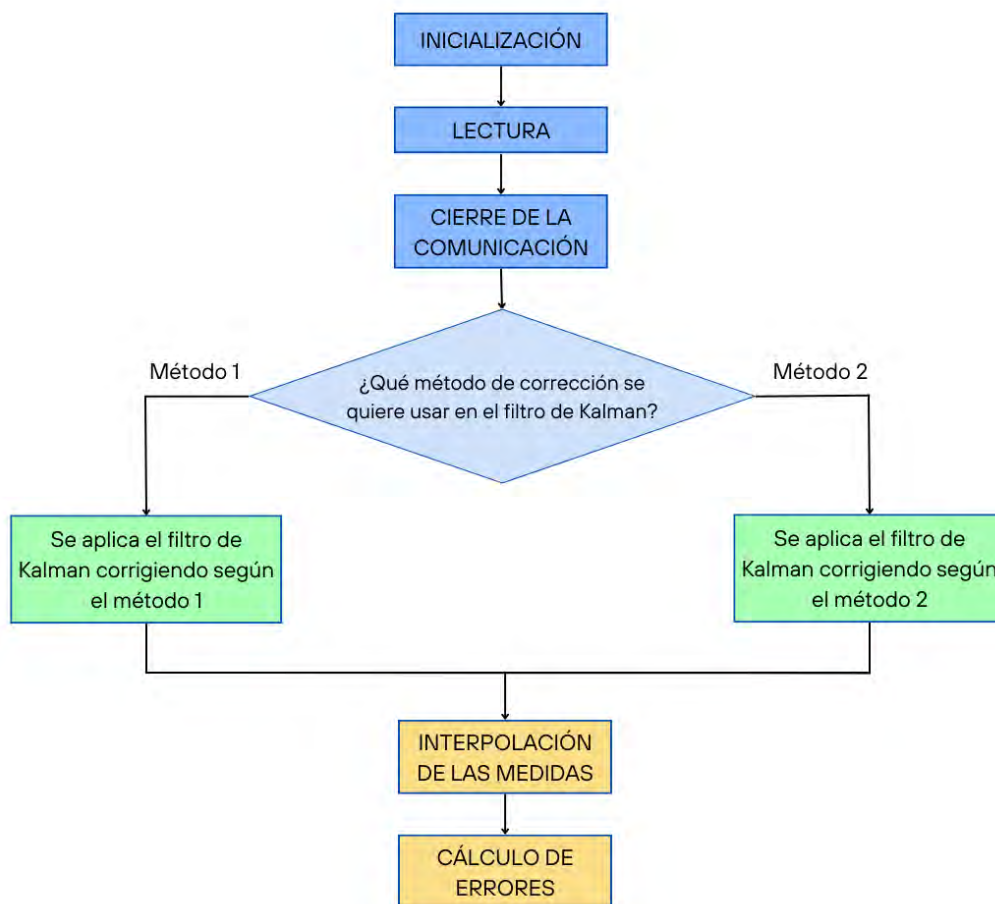 INICIALIZACIÓN
LECTURA
CIERRE DE LA
COMUNICACIÓN
Método 1
¿Qué método de corrección se
quiere usar en el filtro de Kalman?
Método 2
Se aplica el filtro de
Kalman corrigiendo según
el método 1
Se aplica el filtro de
Kalman corrigiendo según
el método 2
INTERPOLACIÓN
DE LAS MEDIDAS
CÁLCULO DE
ERRORES